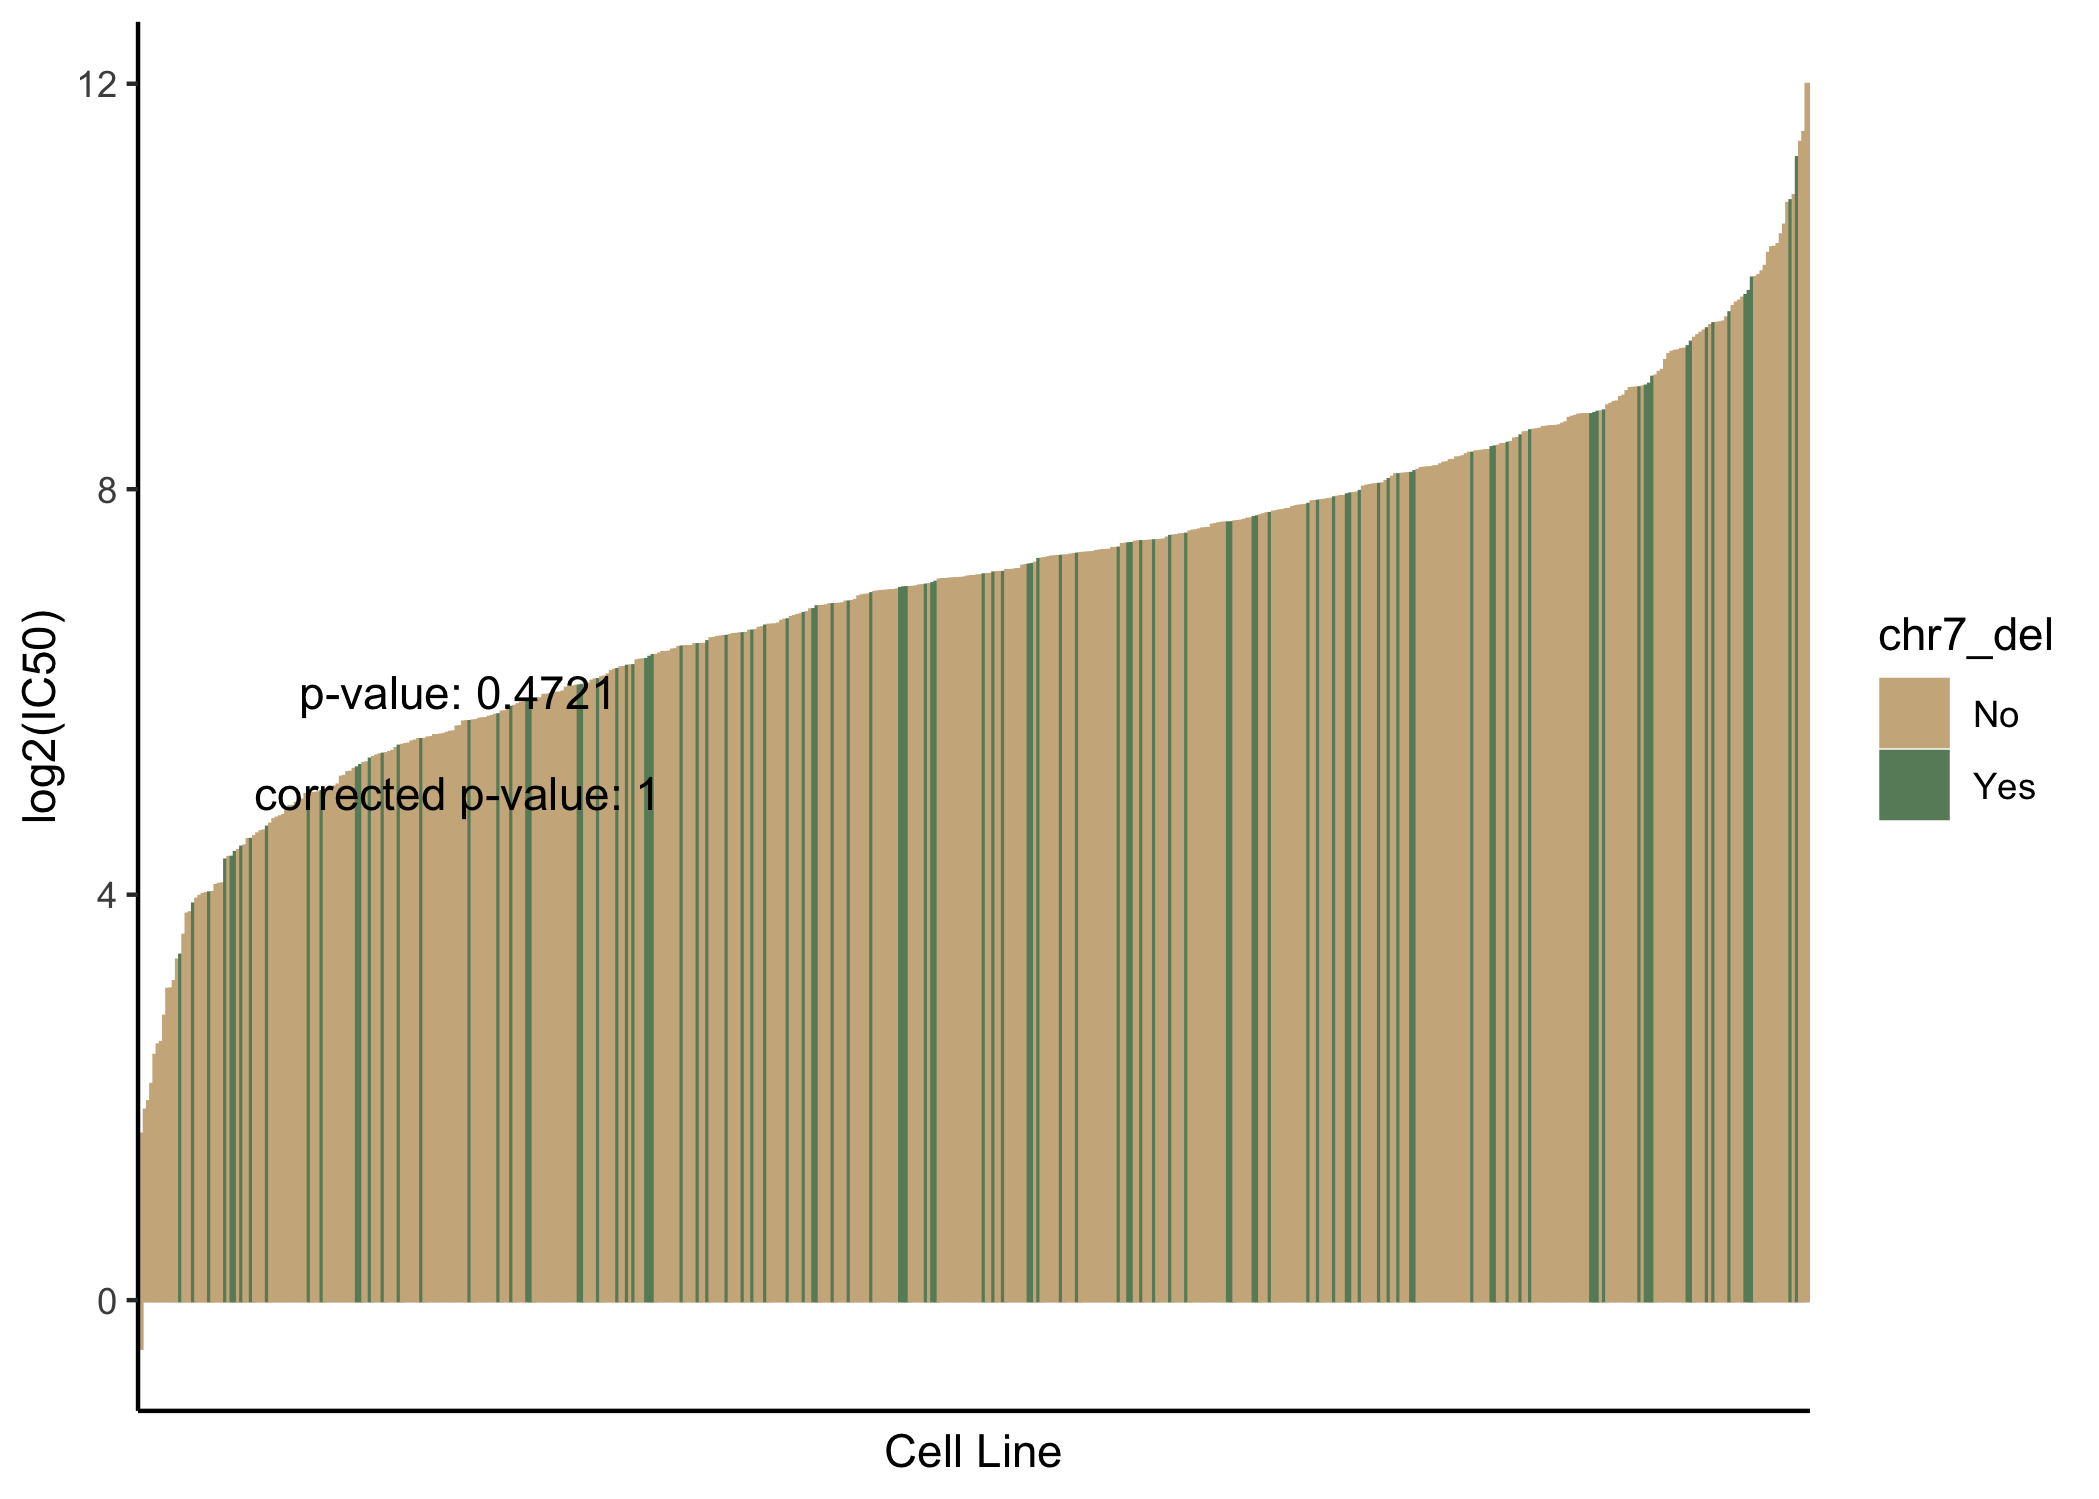 12
8
4
0
log2(IC50)
p-value: 0.4721
corrected p-value: 1
Cell Line
chr7_del
No
Yes